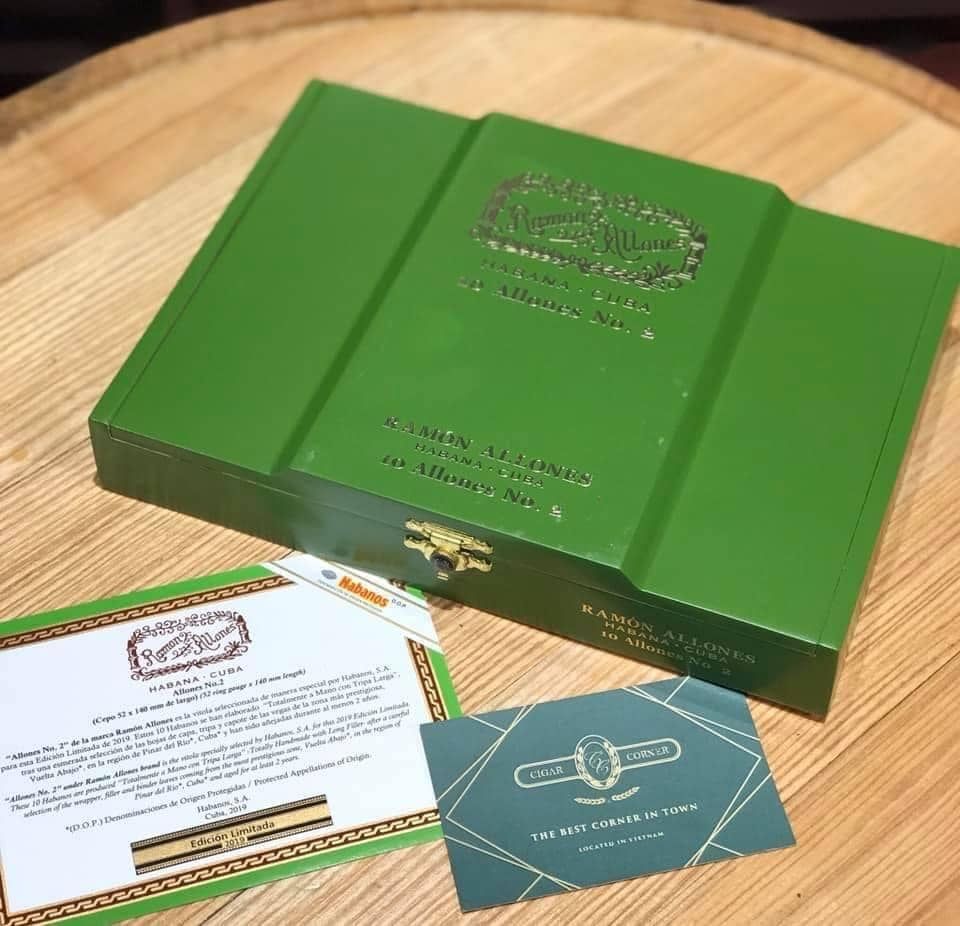 Ramon Allones
HABANA · CUBA
10 Allones No. 2
RAMÓN ALLONES
HABANA · CUBA
10 Allones No. 2
RAMÓN ALLONES
HABANA · CUBA
10 Allones No. 2
Habanos D.O.P.
Ramon Allones
HABANA · CUBA
Allones No.2
(Cepo 52 x 140 mm de largo) (52 ring gauge x 140 mm length)
"Allones No. 2" de la marca Ramón Allones es la vitola seleccionada de manera especial por Habanos, S.A.
para esta Edición Limitada de 2019. Estos 10 Habanos se han elaborado "Totalmente a Mano con Tripa Larga",
tras una esmerada selección de las hojas de capa, tripa y capote de las vegas de la zona más prestigiosa,
Vuelta Abajo*, en la región de Pinar del Río*, Cuba* y han sido añejadas durante al menos 2 años.
"Allones No. 2" under Ramón Allones brand is the vitola specially selected by Habanos, S.A. for this 2019 Edición Limitada
These 10 Habanos are produced "Totalmente a Mano con Tripa Larga" -Totally Handmade with Long Filler- after a careful
selection of the wrapper, filler and binder leaves coming from the most prestigious zone, Vuelta Abajo*, in the region of
Pinar del Río*, Cuba* and aged for at least 2 years.
*(D.O.P.) Denominaciones de Origen Protegidas / Protected Appellations of Origin.
Habanos, S.A.
Cuba, 2019
Edición Limitada
2019
CIGAR CC CORNER
THE BEST CORNER IN TOWN
LOCATED IN VIETNAM